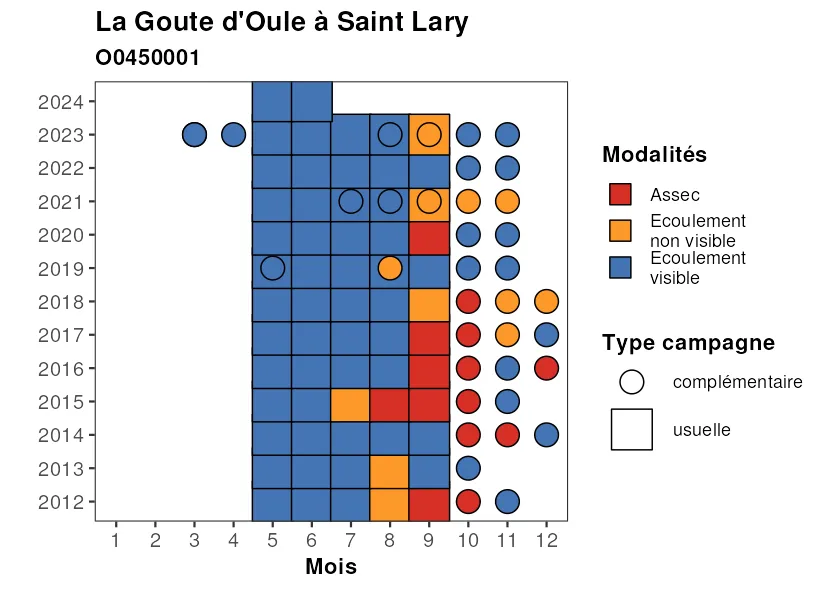 La Goute d'Oule à Saint Lary
O0450001
2024
2023
2022
2021
2020
2019
2018
2017
2016
2015
2014
2013
2012
1 2 3 4 5 6 7 8 9 10 11 12
Mois
Modalités
Assec
Ecoulement
non visible
Ecoulement
visible
Type campagne
complémentaire
usuelle